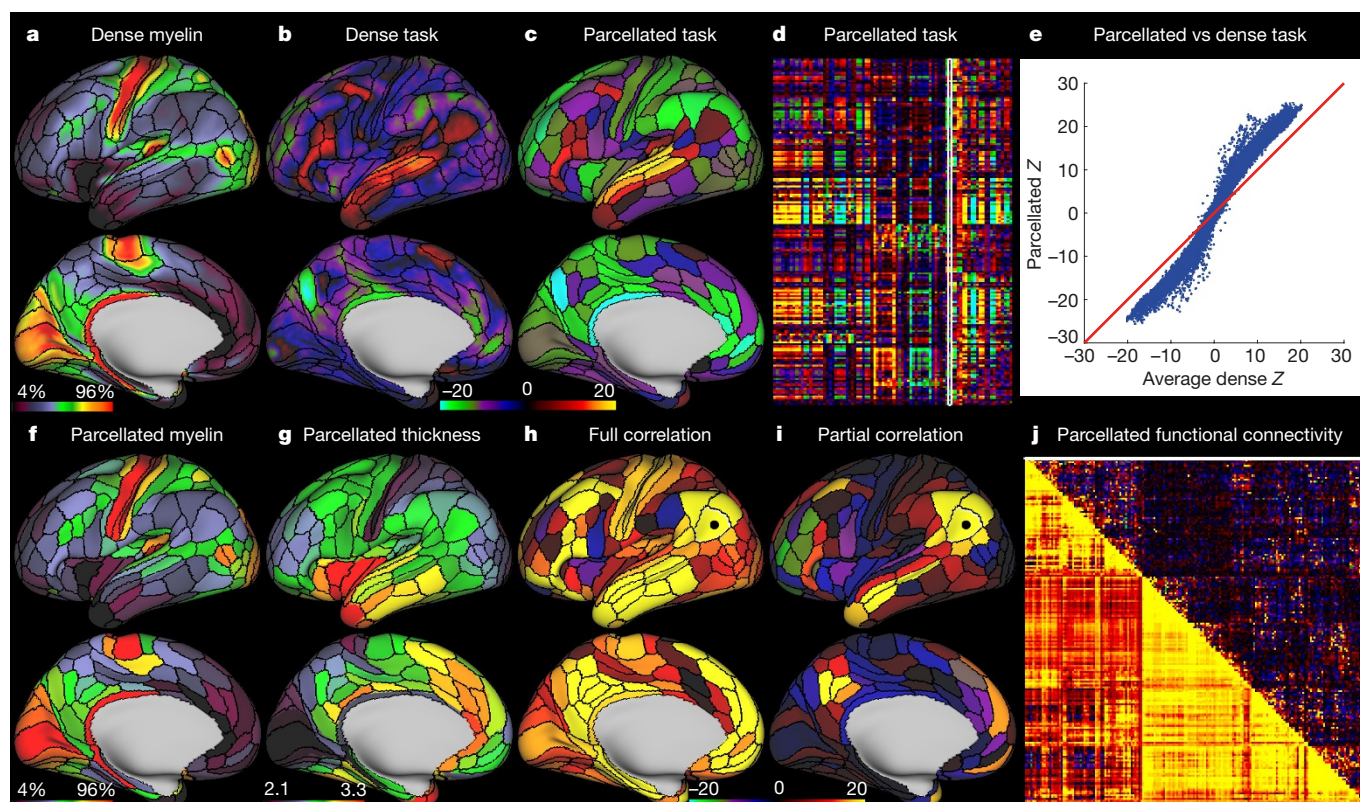 a Dense myelin
b Dense task
c Parcellated task
d Parcellated task
e Parcellated vs dense task
30
20
10
0
−10
−20
−30
Parcellated Z
−30 −20 −10 0 10 20 30
Average dense Z
4% 96%
−20 0 20
f Parcellated myelin
g Parcellated thickness
h Full correlation
i Partial correlation
j Parcellated functional connectivity
4% 96%
2.1 3.3
−20 0 20